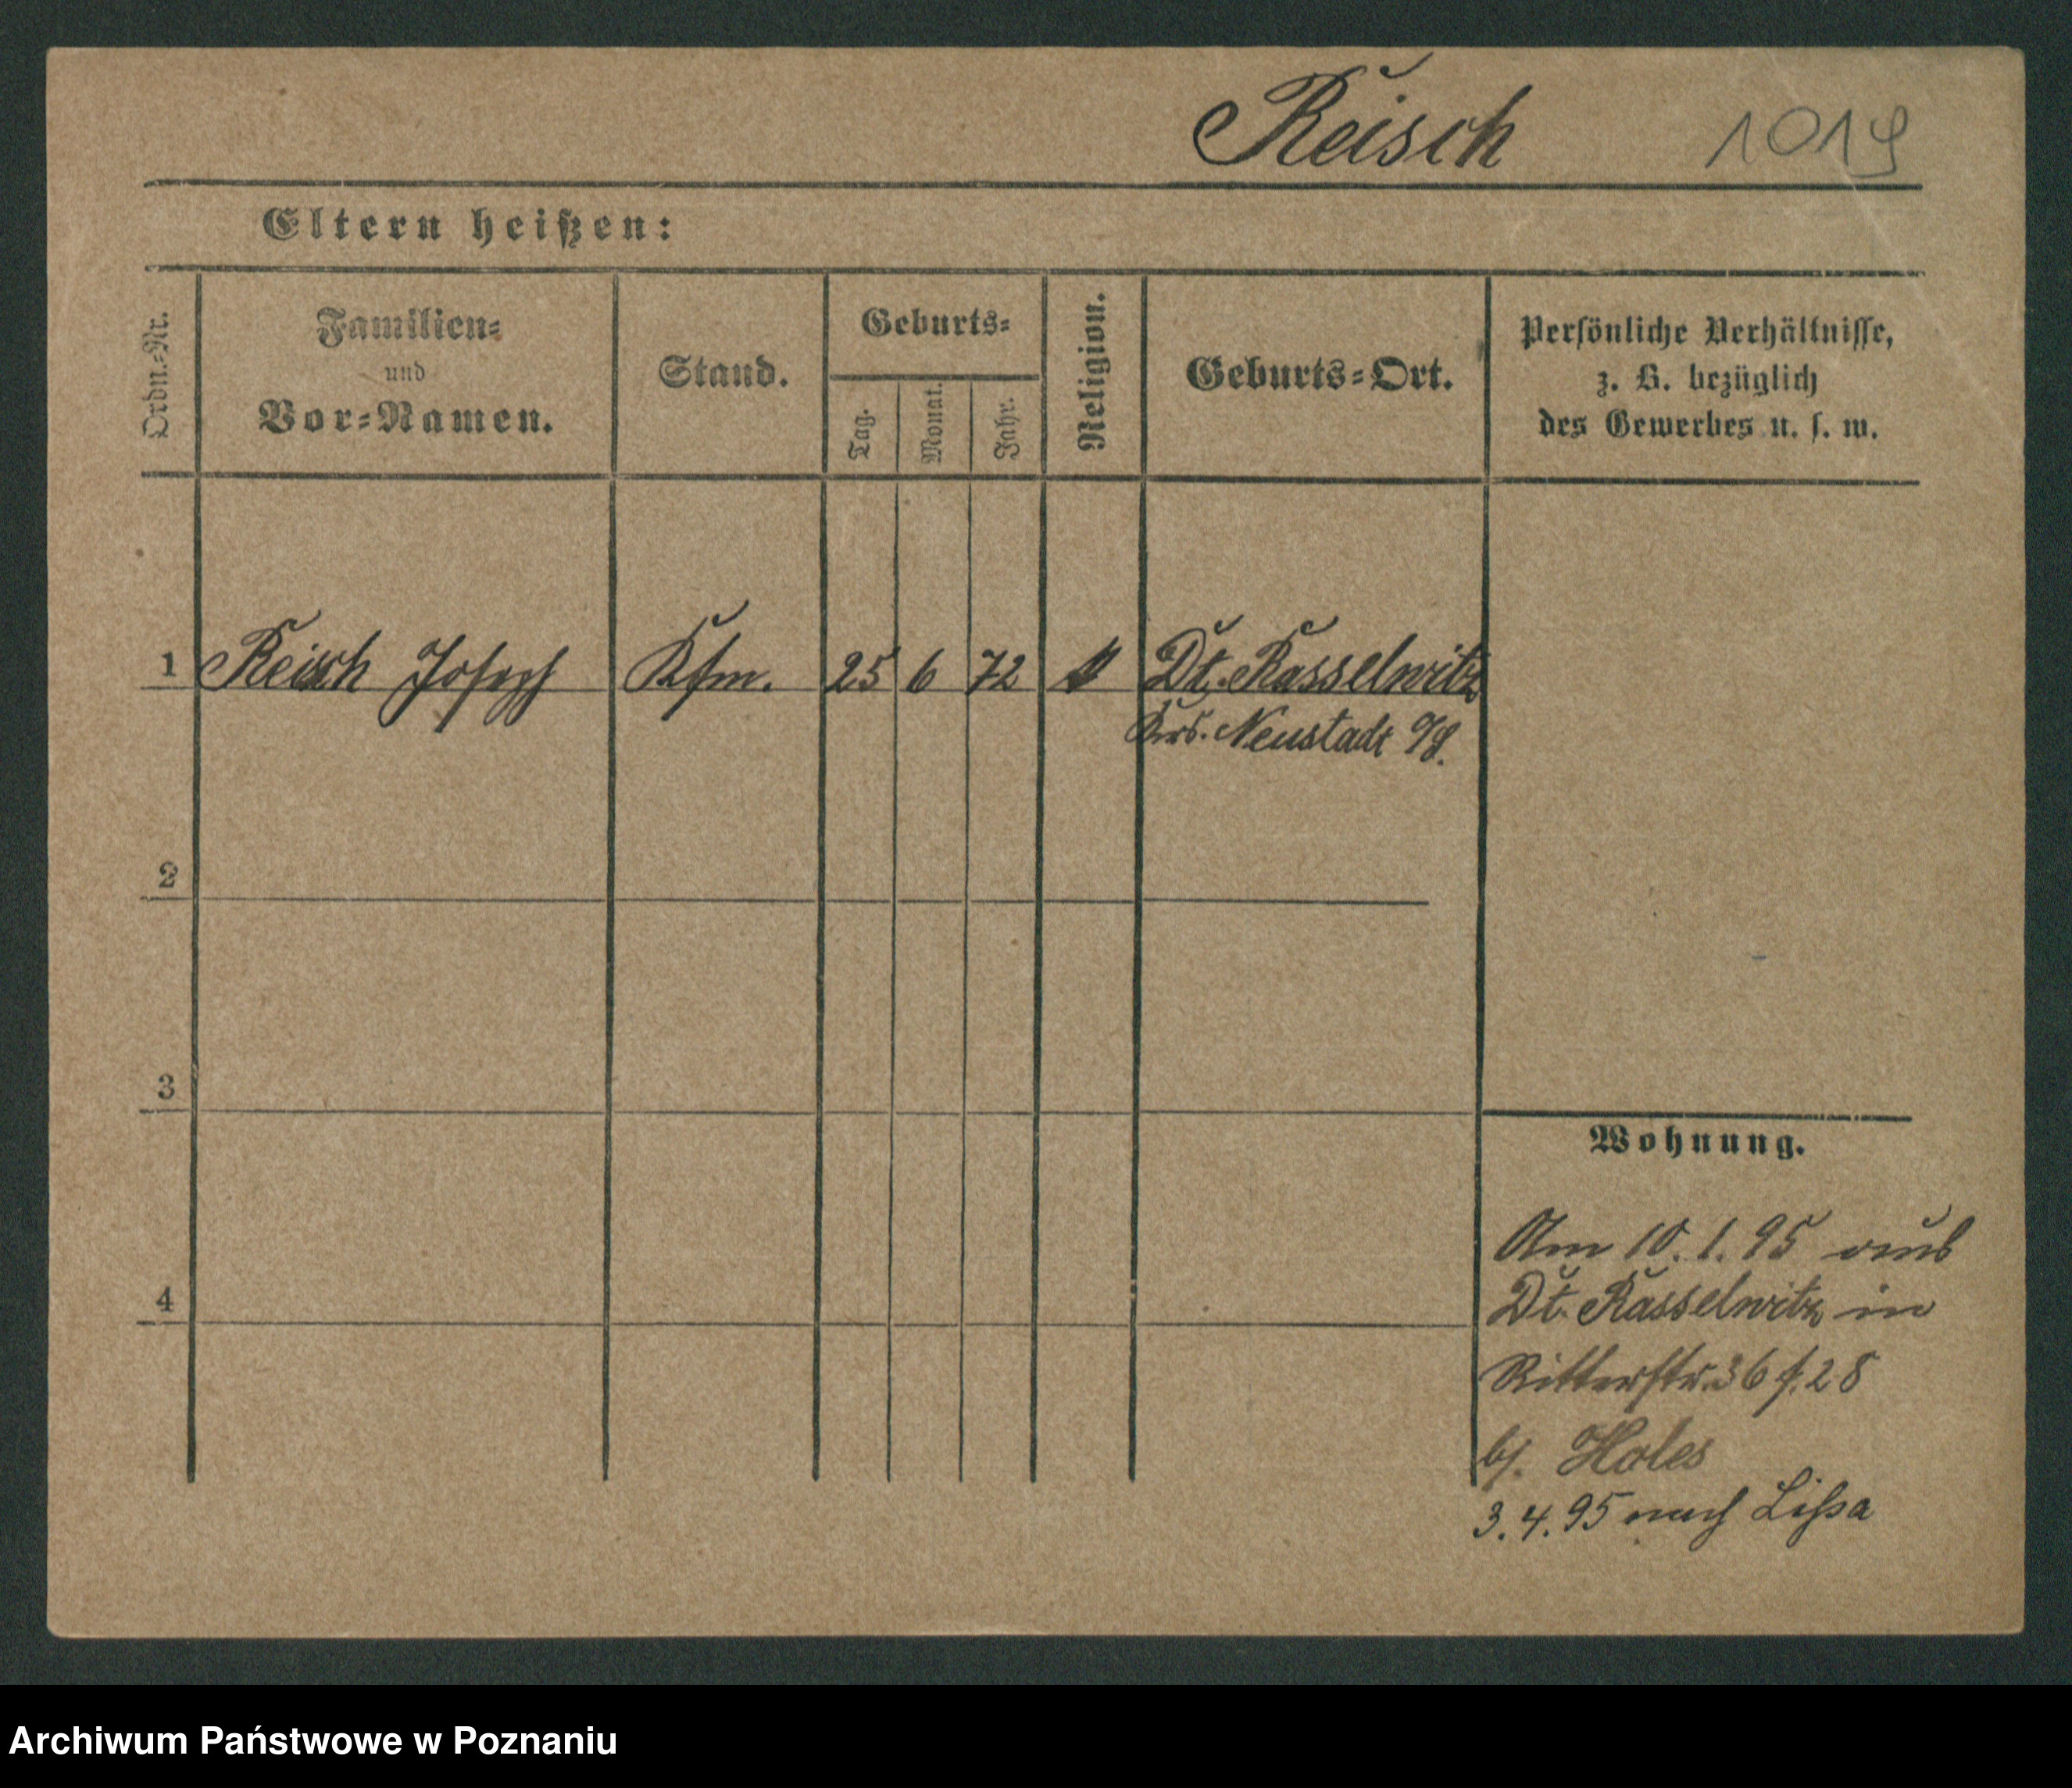 Reisch 1019
Eltern heißen:
Ordn.=Nr.
Familien=
und
Vor=Namen.
Stand.
Geburts=
Tag.
Monat.
Jahr.
Religion.
Geburts=Ort.
Persönliche Verhältnisse,
z. B. bezüglich
des Gewerbes u. s. w.
1 Reisch Joseph Kfm. 25 6 72 Dt. Rasselwitz
Krs. Neustadt O/S.
2
3
Wohnung.
4
Am 10. 1. 95 aus
Dt. Rasselwitz in
Ritterstr. 36 f. 28
bj. Holes
3. 4. 95 nach Lissa
Archiwum Państwowe w Poznaniu